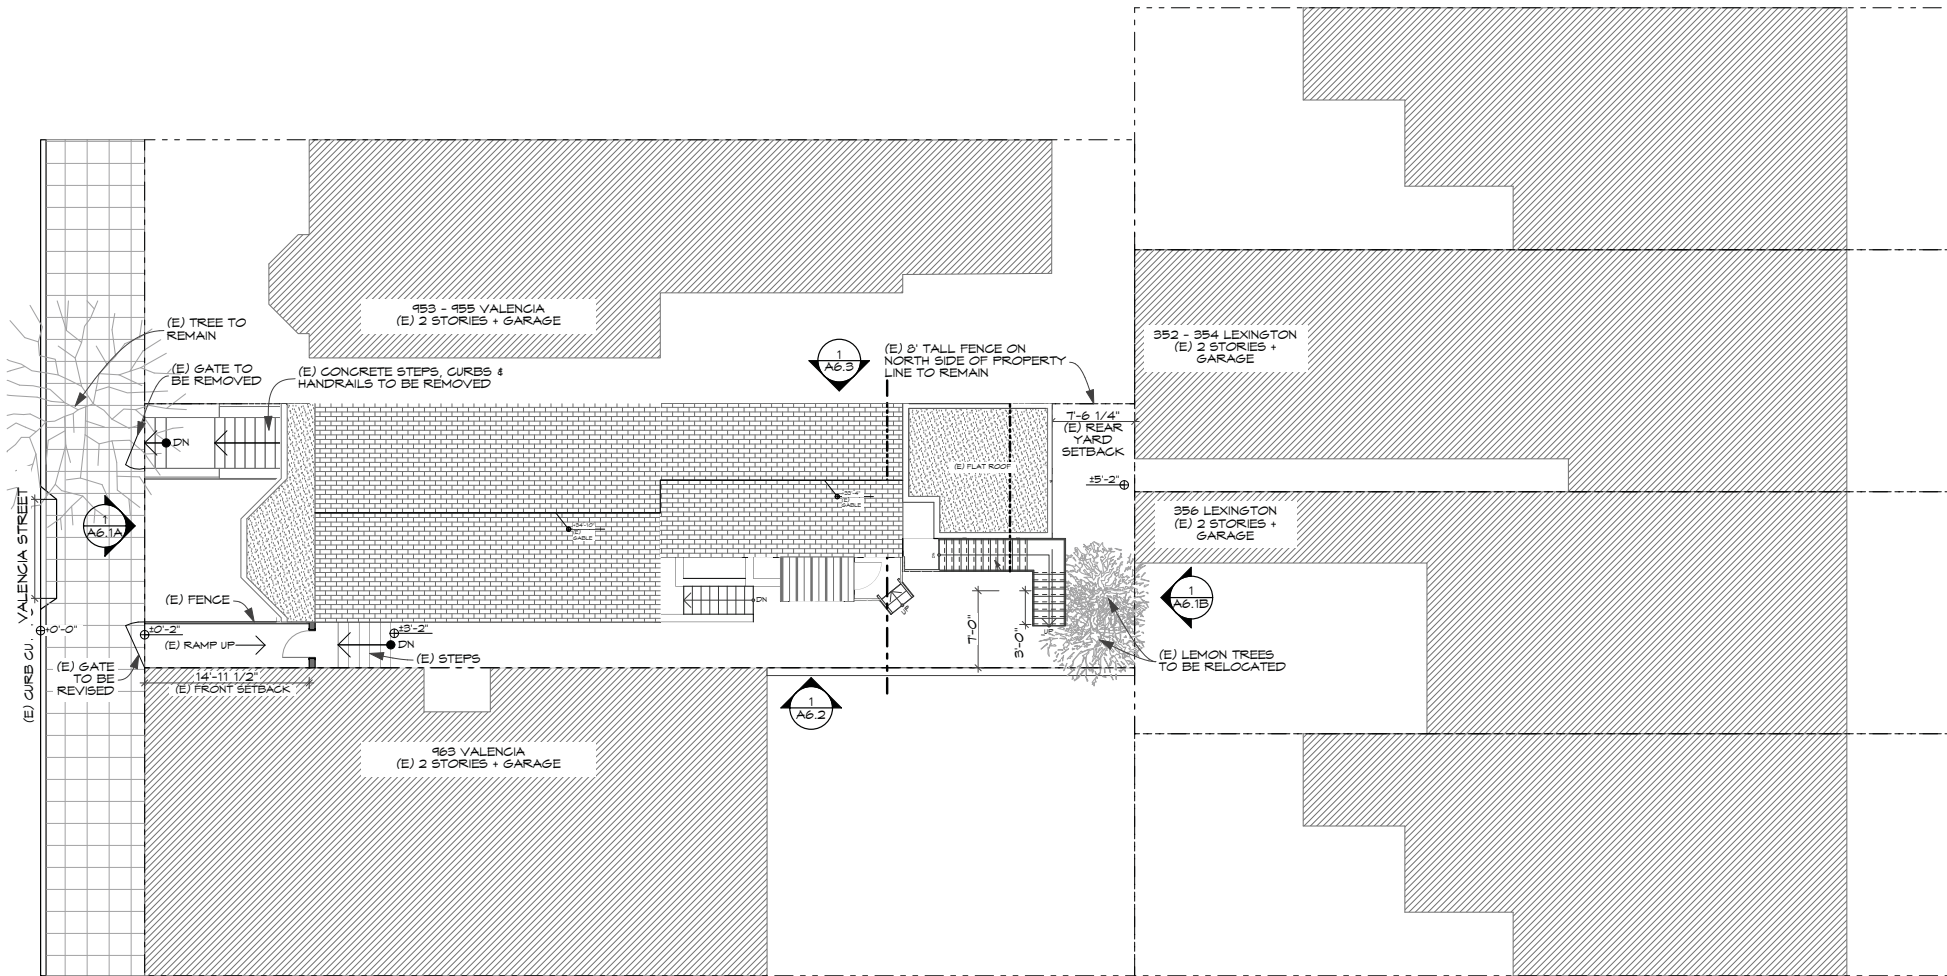 953 - 955 VALENCIA
(E) 2 STORIES + GARAGE
(E) TREE TO
REMAIN
(E) GATE TO
BE REMOVED
(E) CONCRETE STEPS, CURBS &
HANDRAILS TO BE REMOVED
1
A6.3
(E) 8' TALL FENCE ON
NORTH SIDE OF PROPERTY
LINE TO REMAIN
352 - 354 LEXINGTON
(E) 2 STORIES +
GARAGE
7'-6 1/4"
(E) REAR
YARD
SETBACK
DN
(E) FLAT ROOF
±5'-2"
(E)
GABLE
(E)
GABLE
356 LEXINGTON
(E) 2 STORIES +
GARAGE
1
A6.1A
VALENCIA STREET
(E) CURB CU
(E) FENCE
DN
UP
1
A6.1B
±0'-0"
±0'-2"
(E) RAMP UP
±3'-2"
DN
(E) STEPS
7'-0"
3'-0"
UP
(E) LEMON TREES
TO BE RELOCATED
(E) GATE
TO BE
REVISED
14'-11 1/2"
(E) FRONT SETBACK
1
A6.2
963 VALENCIA
(E) 2 STORIES + GARAGE